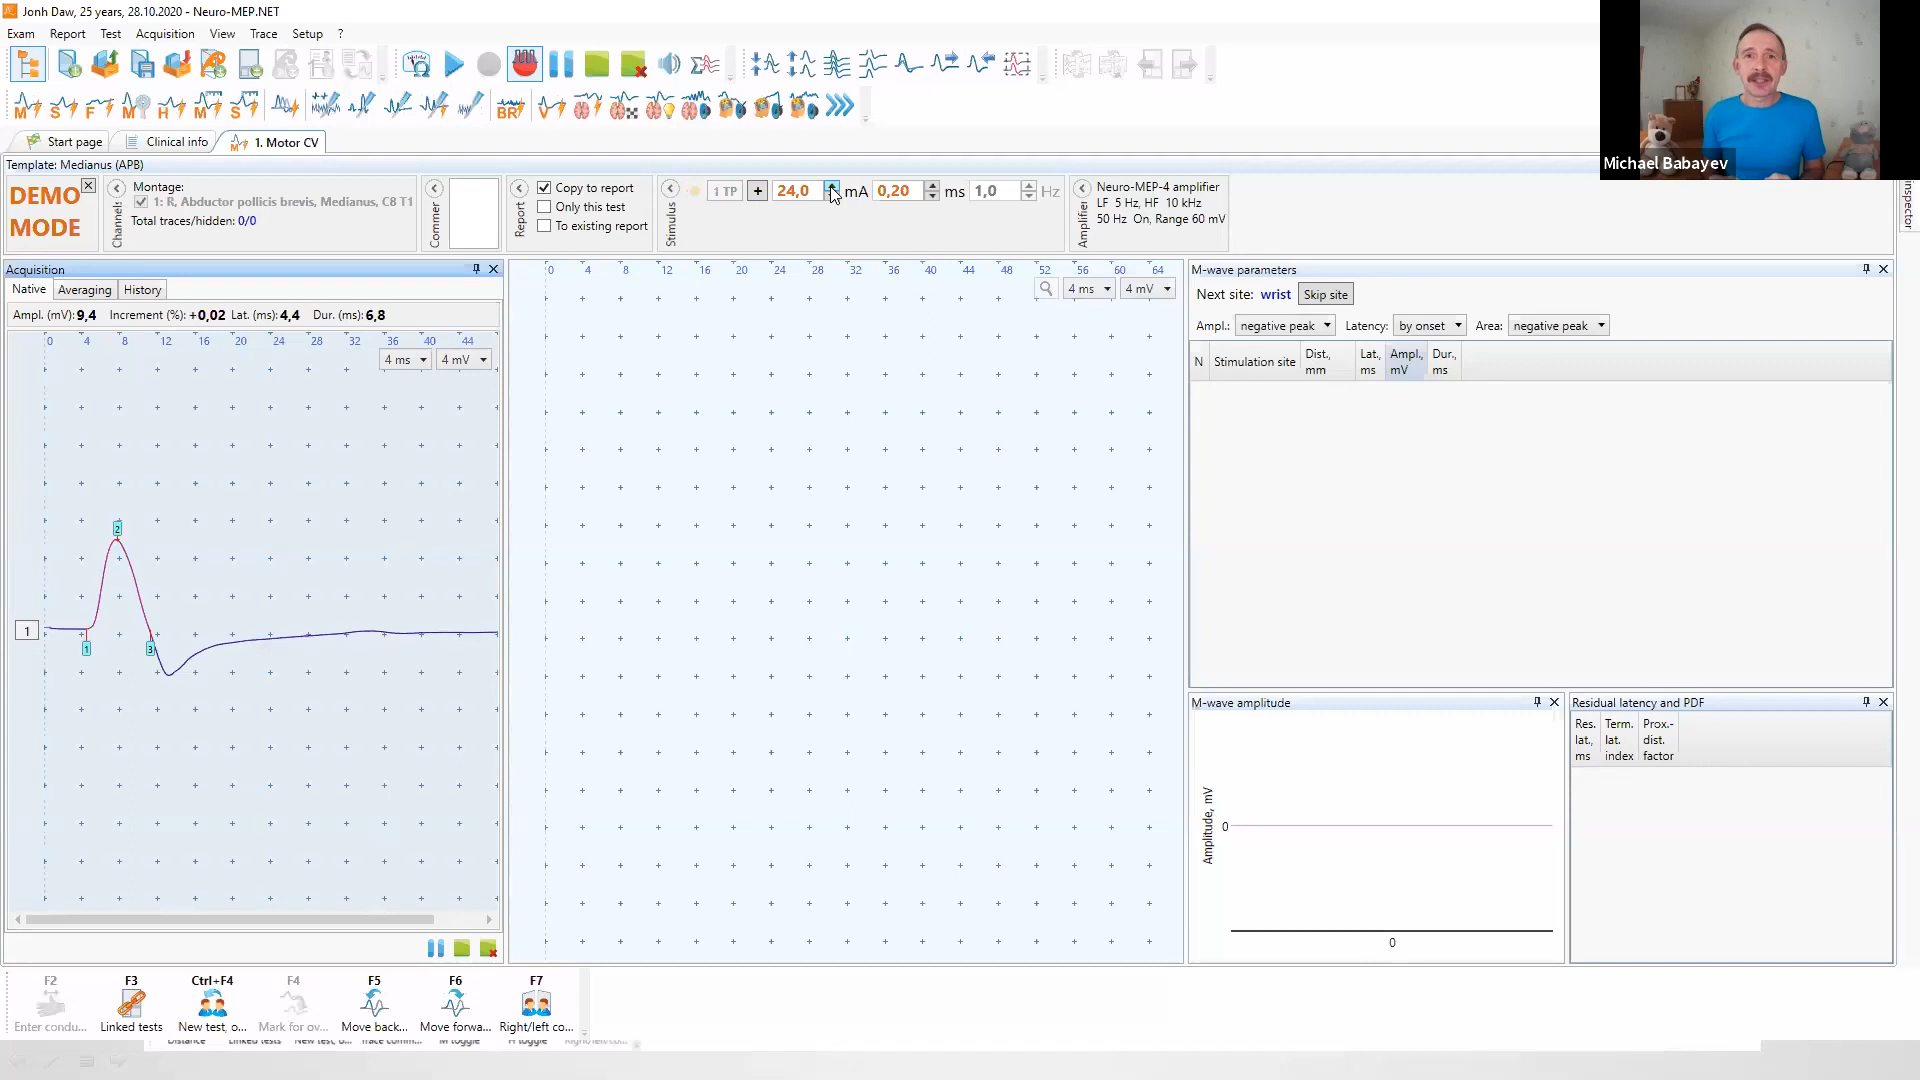 Jonh Daw, 25 years, 28.10.2020 - Neuro-MEP.NET
Exam Report Test Acquisition View Trace Setup ?
Michael Babayev
Start page Clinical info 1. Motor CV
Template: Medianus (APB)
DEMO MODE
Channels
Montage:
1: R, Abductor pollicis brevis, Medianus, C8 T1
Total traces/hidden: 0/0
Commer
Report
Copy to report
Only this test
To existing report
Stimulus
1 TP + 24,0 mA 0,20 ms 1,0 Hz
Amplifier
Neuro-MEP-4 amplifier
LF 5 Hz, HF 10 kHz
50 Hz On, Range 60 mV
Inspector
Acquisition
Native Averaging History
Ampl. (mV): 9,4 Increment (%): +0,02 Lat. (ms): 4,4 Dur. (ms): 6,8
0 4 8 12 16 20 24 28 32 36 40 44
4 ms 4 mV
2
1
1
3
0 4 8 12 16 20 24 28 32 36 40 44 48 52 56 60 64
4 ms 4 mV
M-wave parameters
Next site: wrist Skip site
Ampl.: negative peak Latency: by onset Area: negative peak
N Stimulation site Dist., mm Lat., ms Ampl., mV Dur., ms
M-wave amplitude
Amplitude, mV
0
0
Residual latency and PDF
Res. lat., ms Term. lat. index Prox.- dist. factor
F2 F3 Ctrl+F4 F4 F5 F6 F7
Enter condu... Linked tests New test, o... Mark for ov... Move back... Move forwa... Right/left co...